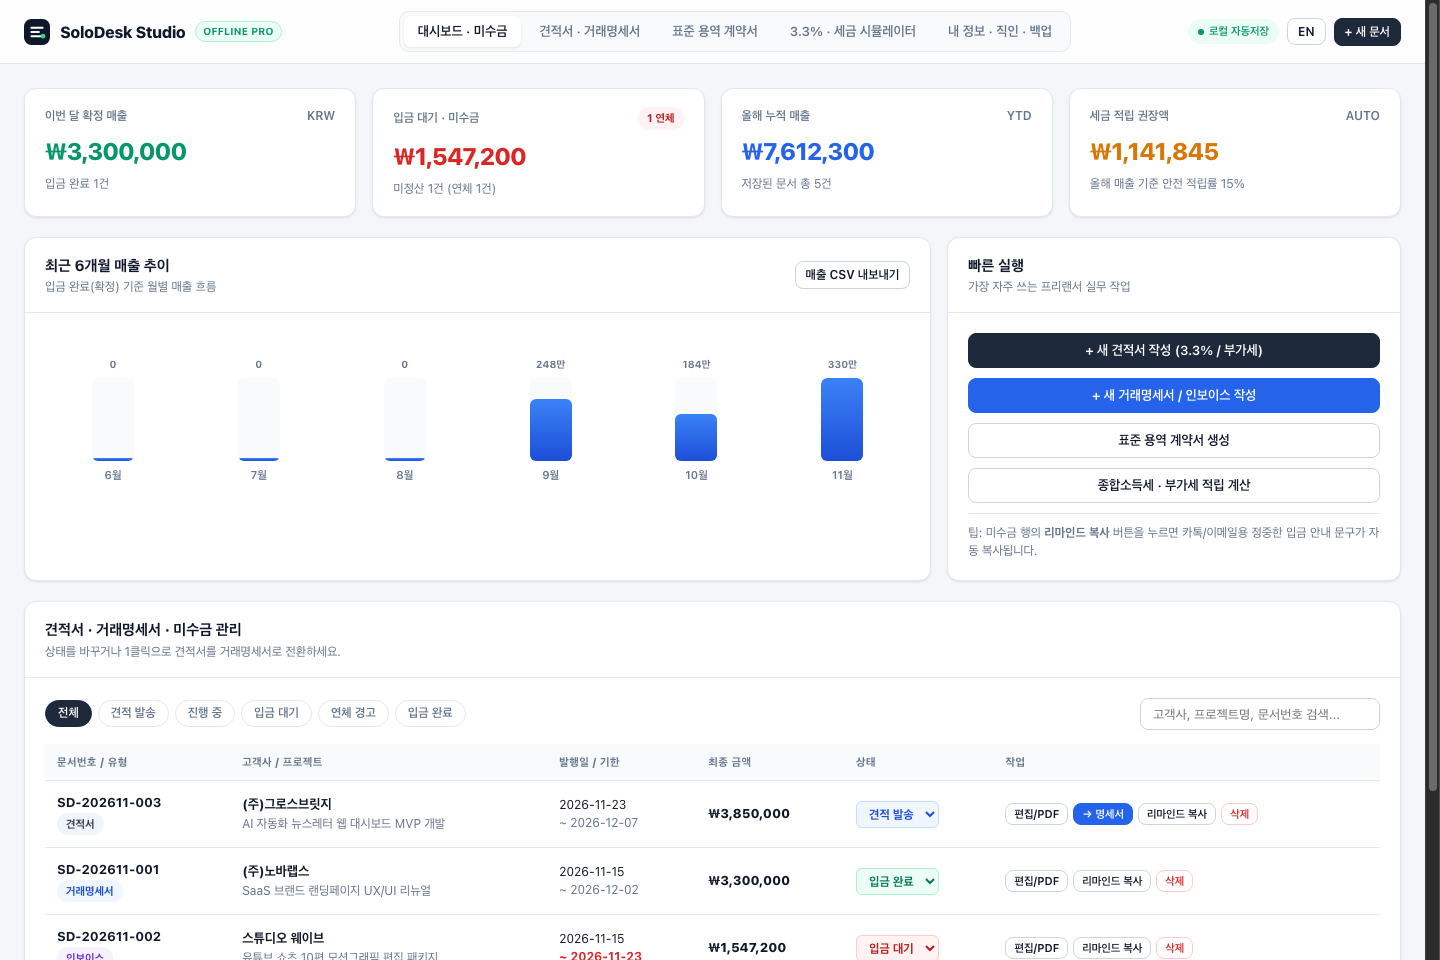 SoloDesk Studio OFFLINE PRO
대시보드 · 미수금
견적서 · 거래명세서
표준 용역 계약서
3.3% · 세금 시뮬레이터
내 정보 · 직인 · 백업
로컬 자동저장
EN
+ 새 문서
이번 달 확정 매출 KRW
₩3,300,000
입금 완료 1건
입금 대기 · 미수금 1 연체
₩1,547,200
미정산 1건 (연체 1건)
올해 누적 매출 YTD
₩7,612,300
저장된 문서 총 5건
세금 적립 권장액 AUTO
₩1,141,845
올해 매출 기준 안전 적립률 15%
최근 6개월 매출 추이
입금 완료(확정) 기준 월별 매출 흐름
매출 CSV 내보내기
0 0 0 248만 184만 330만
6월 7월 8월 9월 10월 11월
빠른 실행
가장 자주 쓰는 프리랜서 실무 작업
+ 새 견적서 작성 (3.3% / 부가세)
+ 새 거래명세서 / 인보이스 작성
표준 용역 계약서 생성
종합소득세 · 부가세 적립 계산
팁: 미수금 행의 리마인드 복사 버튼을 누르면 카톡/이메일용 정중한 입금 안내 문구가 자
동 복사됩니다.
견적서 · 거래명세서 · 미수금 관리
상태를 바꾸거나 1클릭으로 견적서를 거래명세서로 전환하세요.
전체 견적 발송 진행 중 입금 대기 연체 경고 입금 완료
고객사, 프로젝트명, 문서번호 검색...
문서번호 / 유형 고객사 / 프로젝트 발행일 / 기한 최종 금액 상태 작업
SD-202611-003 (주)그로스브릿지 2026-11-23
견적서 AI 자동화 뉴스레터 웹 대시보드 MVP 개발 ~ 2026-12-07
₩3,850,000 견적 발송 편집/PDF → 명세서 리마인드 복사 삭제
SD-202611-001 (주)노바랩스 2026-11-15
거래명세서 SaaS 브랜드 랜딩페이지 UX/UI 리뉴얼 ~ 2026-12-02
₩3,300,000 입금 완료 편집/PDF 리마인드 복사 삭제
SD-202611-002 스튜디오 웨이브 2026-11-15
인보이스 유튜브 쇼츠 10편 모션그래픽 편집 패키지 ~ 2026-11-23
₩1,547,200 입금 대기 편집/PDF 리마인드 복사 삭제